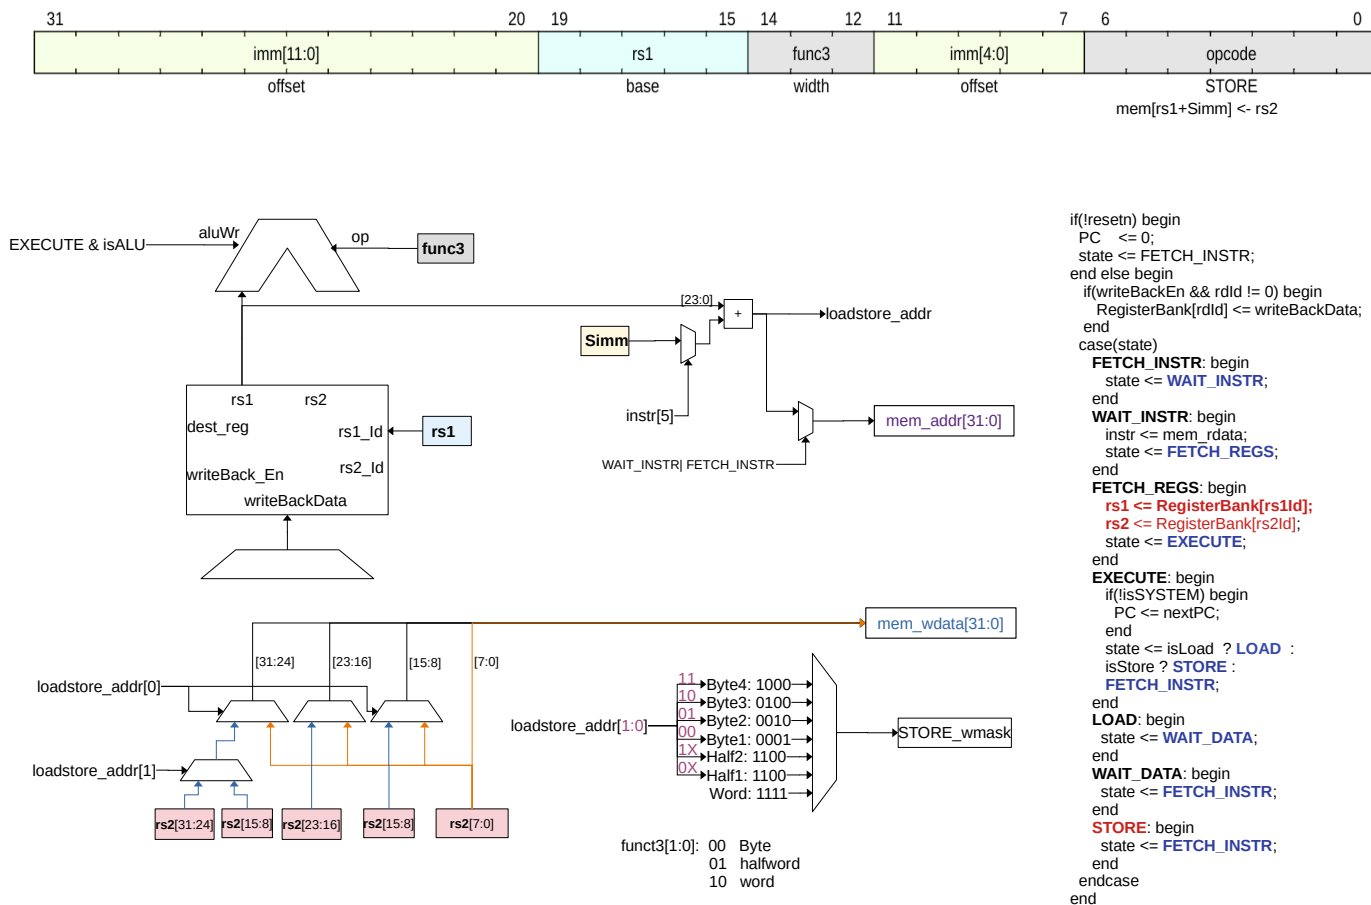 31 20 19 15 14 12 11 7 6 0
imm[11:0] rs1 func3 imm[4:0] opcode
offset base width offset STORE
mem[rs1+Simm] <- rs2
EXECUTE & isALU
aluWr
op
func3
[23:0]
+
loadstore_addr
Simm
instr[5]
mem_addr[31:0]
WAIT_INSTR| FETCH_INSTR
rs1 rs2
dest_reg
rs1_Id
rs1
rs2_Id
writeBack_En
writeBackData
mem_wdata[31:0]
[31:24] [23:16] [15:8] [7:0]
loadstore_addr[0]
loadstore_addr[1]
rs2[31:24] rs2[15:8] rs2[23:16] rs2[15:8] rs2[7:0]
loadstore_addr[1:0]
11 Byte4: 1000
10 Byte3: 0100
01 Byte2: 0010
00 Byte1: 0001
1X Half2: 1100
0X Half1: 1100
Word: 1111
STORE_wmask
funct3[1:0]: 00 Byte
01 halfword
10 word
if(!resetn) begin
PC <= 0;
state <= FETCH_INSTR;
end else begin
if(writeBackEn && rdId != 0) begin
RegisterBank[rdId] <= writeBackData;
end
case(state)
FETCH_INSTR: begin
state <= WAIT_INSTR;
end
WAIT_INSTR: begin
instr <= mem_rdata;
state <= FETCH_REGS;
end
FETCH_REGS: begin
rs1 <= RegisterBank[rs1Id];
rs2 <= RegisterBank[rs2Id];
state <= EXECUTE;
end
EXECUTE: begin
if(!isSYSTEM) begin
PC <= nextPC;
end
state <= isLoad ? LOAD :
isStore ? STORE :
FETCH_INSTR;
end
LOAD: begin
state <= WAIT_DATA;
end
WAIT_DATA: begin
state <= FETCH_INSTR;
end
STORE: begin
state <= FETCH_INSTR;
end
endcase
end